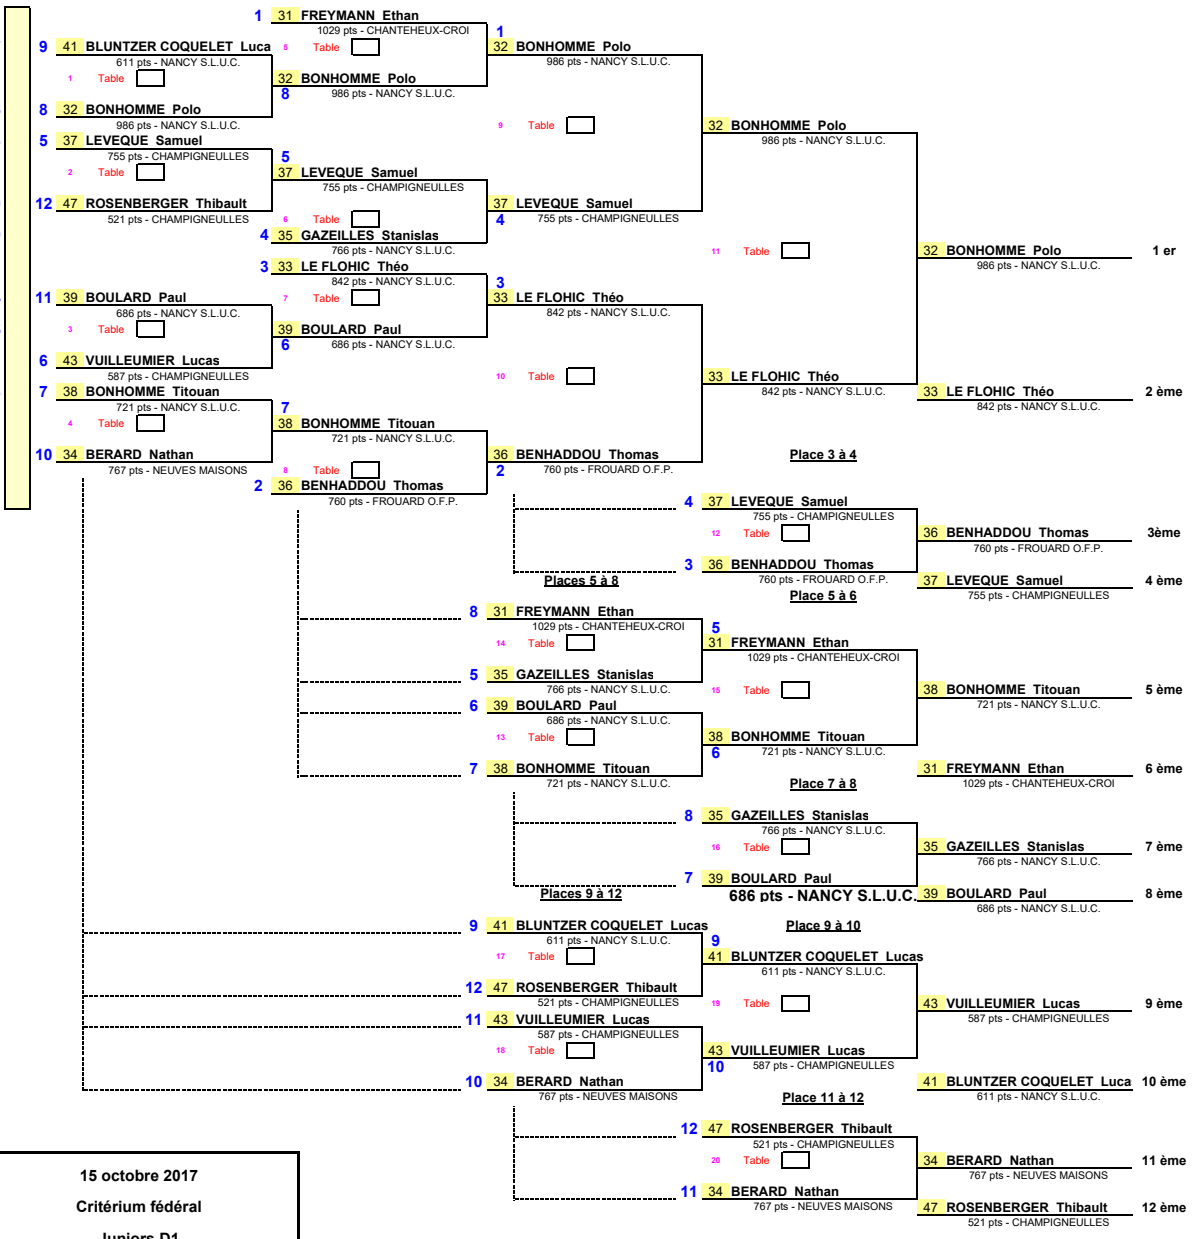 1 31 FREYMANN Ethan
1029 pts - CHANTEHEUX-CROI 1
9 41 BLUNTZER COQUELET Luca 5 Table 32 BONHOMME Polo
611 pts - NANCY S.L.U.C. 986 pts - NANCY S.L.U.C.
1 Table 32 BONHOMME Polo
8 986 pts - NANCY S.L.U.C.
8 32 BONHOMME Polo
986 pts - NANCY S.L.U.C. 9 Table 32 BONHOMME Polo
5 37 LEVEQUE Samuel 986 pts - NANCY S.L.U.C.
755 pts - CHAMPIGNEULLES 5
2 Table 37 LEVEQUE Samuel
755 pts - CHAMPIGNEULLES
12 47 ROSENBERGER Thibault 37 LEVEQUE Samuel
521 pts - CHAMPIGNEULLES 6 Table 4 755 pts - CHAMPIGNEULLES
4 35 GAZEILLES Stanislas
766 pts - NANCY S.L.U.C. 11 Table 32 BONHOMME Polo 1 er
3 33 LE FLOHIC Théo 986 pts - NANCY S.L.U.C.
842 pts - NANCY S.L.U.C. 3
11 39 BOULARD Paul 7 Table 33 LE FLOHIC Théo
686 pts - NANCY S.L.U.C. 842 pts - NANCY S.L.U.C.
3 Table 39 BOULARD Paul
6 686 pts - NANCY S.L.U.C.
6 43 VUILLEUMIER Lucas
587 pts - CHAMPIGNEULLES 10 Table 33 LE FLOHIC Théo
7 38 BONHOMME Titouan 842 pts - NANCY S.L.U.C. 33 LE FLOHIC Théo 2 ème
721 pts - NANCY S.L.U.C. 7 842 pts - NANCY S.L.U.C.
4 Table 38 BONHOMME Titouan
721 pts - NANCY S.L.U.C.
10 34 BERARD Nathan 36 BENHADDOU Thomas Place 3 à 4
767 pts - NEUVES MAISONS 8 Table 2 760 pts - FROUARD O.F.P.
2 36 BENHADDOU Thomas
760 pts - FROUARD O.F.P. 4 37 LEVEQUE Samuel
755 pts - CHAMPIGNEULLES
12 Table 36 BENHADDOU Thomas 3ème
760 pts - FROUARD O.F.P.
3 36 BENHADDOU Thomas
Places 5 à 8 760 pts - FROUARD O.F.P. 37 LEVEQUE Samuel 4 ème
Place 5 à 6 755 pts - CHAMPIGNEULLES
8 31 FREYMANN Ethan
1029 pts - CHANTEHEUX-CROI 5
14 Table 31 FREYMANN Ethan
1029 pts - CHANTEHEUX-CROI
5 35 GAZEILLES Stanislas
766 pts - NANCY S.L.U.C. 15 Table 38 BONHOMME Titouan 5 ème
6 39 BOULARD Paul 721 pts - NANCY S.L.U.C.
686 pts - NANCY S.L.U.C.
13 Table 38 BONHOMME Titouan
6 721 pts - NANCY S.L.U.C.
7 38 BONHOMME Titouan 31 FREYMANN Ethan 6 ème
721 pts - NANCY S.L.U.C. Place 7 à 8 1029 pts - CHANTEHEUX-CROI
8 35 GAZEILLES Stanislas
766 pts - NANCY S.L.U.C.
16 Table 35 GAZEILLES Stanislas 7 ème
766 pts - NANCY S.L.U.C.
7 39 BOULARD Paul
Places 9 à 12 686 pts - NANCY S.L.U.C. 39 BOULARD Paul 8 ème
686 pts - NANCY S.L.U.C.
9 41 BLUNTZER COQUELET Lucas Place 9 à 10
611 pts - NANCY S.L.U.C. 9
17 Table 41 BLUNTZER COQUELET Lucas
611 pts - NANCY S.L.U.C.
12 47 ROSENBERGER Thibault
521 pts - CHAMPIGNEULLES 19 Table 43 VUILLEUMIER Lucas 9 ème
11 43 VUILLEUMIER Lucas 587 pts - CHAMPIGNEULLES
587 pts - CHAMPIGNEULLES
18 Table 43 VUILLEUMIER Lucas
10 587 pts - CHAMPIGNEULLES
10 34 BERARD Nathan 41 BLUNTZER COQUELET Luca 10 ème
767 pts - NEUVES MAISONS Place 11 à 12 611 pts - NANCY S.L.U.C.
12 47 ROSENBERGER Thibault
521 pts - CHAMPIGNEULLES
20 Table 34 BERARD Nathan 11 ème
767 pts - NEUVES MAISONS
11 34 BERARD Nathan
767 pts - NEUVES MAISONS 47 ROSENBERGER Thibault 12 ème
521 pts - CHAMPIGNEULLES
15 octobre 2017
Critérium fédéral
Juniors D1